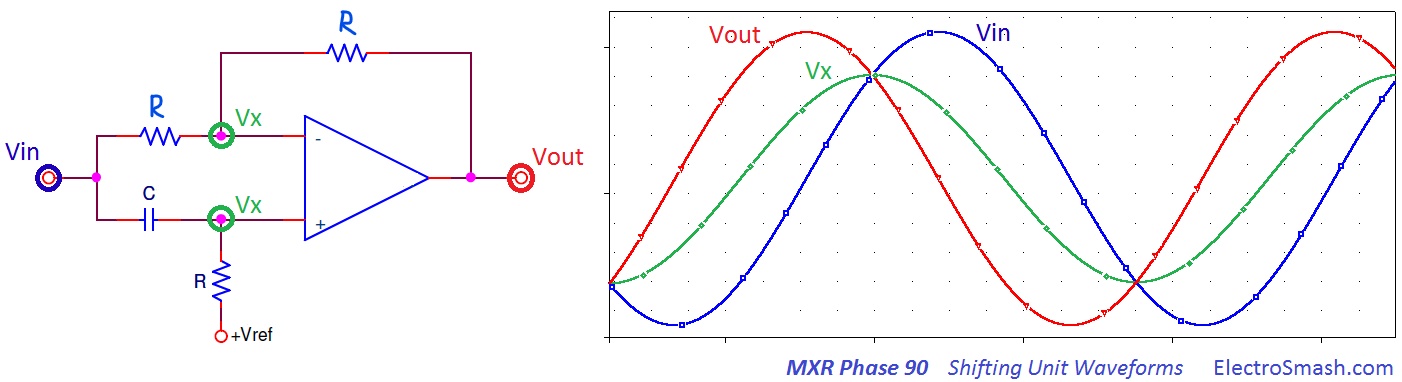 R
R
Vx
Vin
Vout
C
Vx
-
+
R
+Vref
Vout
Vin
Vx
MXR Phase 90 Shifting Unit Waveforms ElectroSmash.com